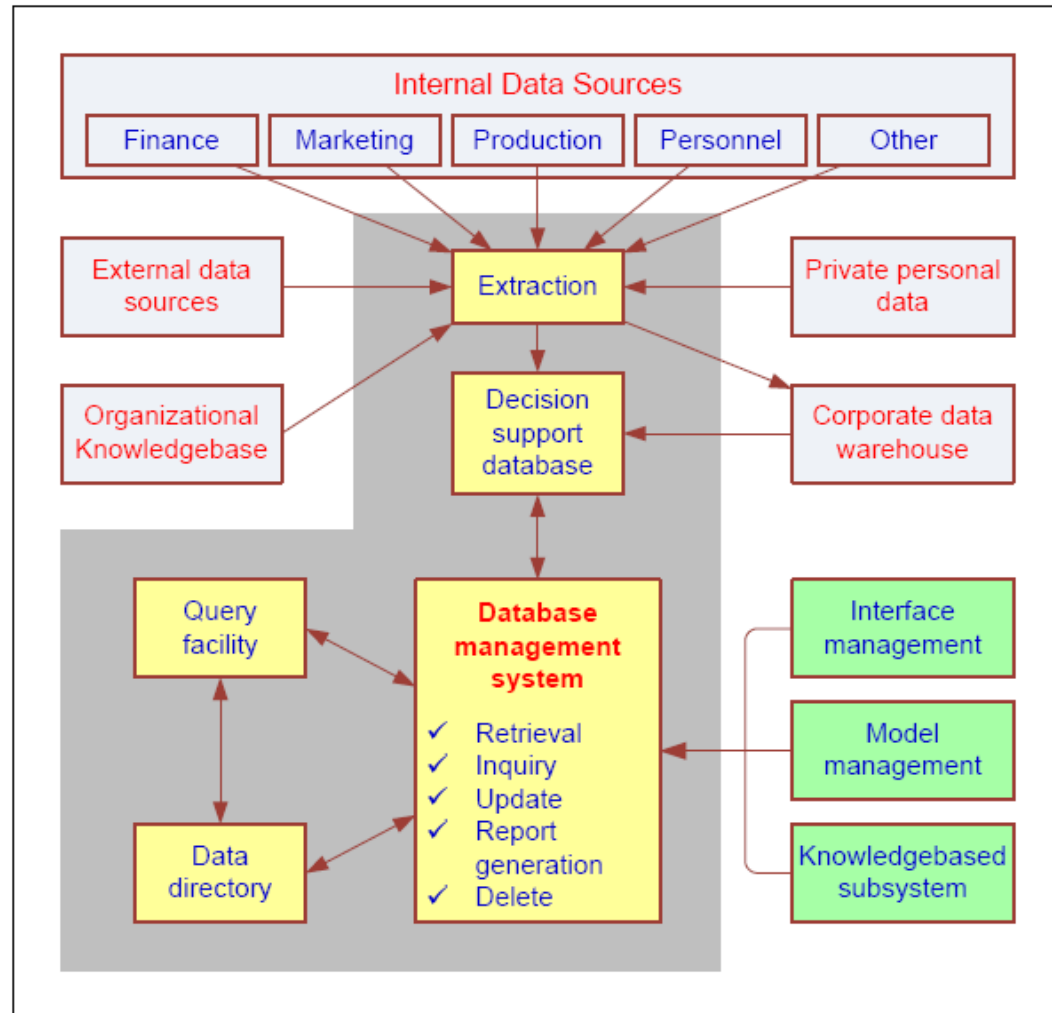 Internal Data Sources
Finance
Marketing
Production
Personnel
Other
External data
sources
Extraction
Private personal
data
Organizational
Knowledgebase
Decision
support
database
Corporate data
warehouse
Query
facility
Database
management
system
✓ Retrieval
✓ Inquiry
✓ Update
✓ Report
generation
✓ Delete
Data
directory
Interface
management
Model
management
Knowledgebased
subsystem